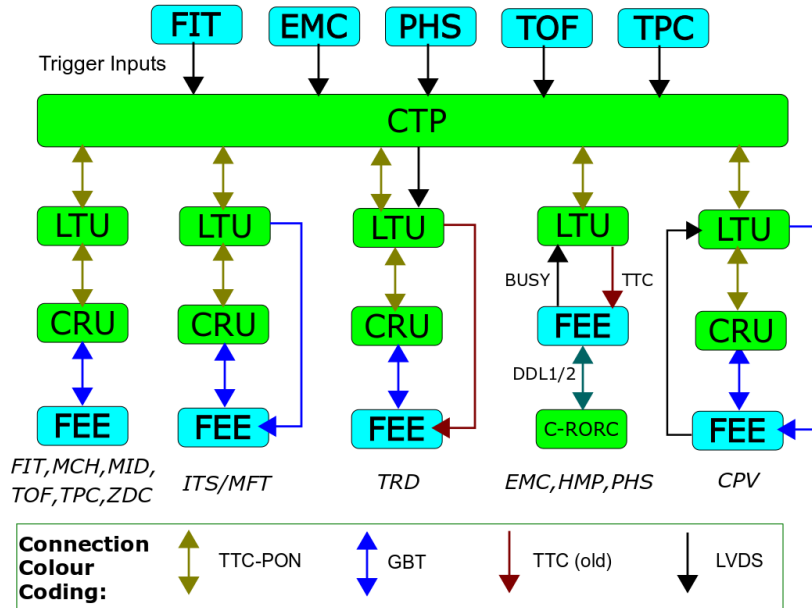 FIT EMC PHS TOF TPC
Trigger Inputs
CTP
LTU LTU LTU LTU LTU
BUSY TTC
CRU CRU CRU FEE CRU
DDL1/2
FEE FEE FEE C-RORC FEE
FIT,MCH,MID,
TOF,TPC,ZDC
ITS/MFT
TRD
EMC,HMP,PHS
CPV
Connection
Colour
Coding:
TTC-PON
GBT
TTC (old)
LVDS